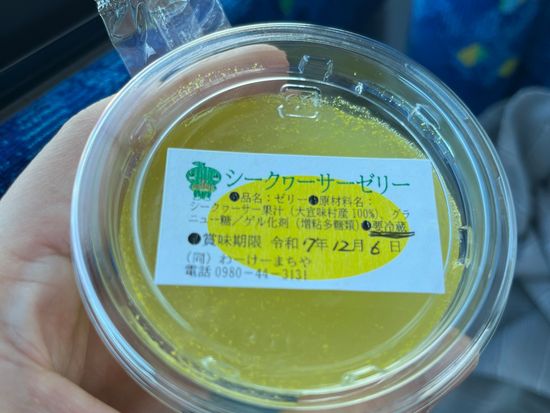 シークヮーサーゼリー
●品名：ゼリー●原材料名：
シークヮーサー果汁（大宜味村産100%）、グラ
ニュー糖／ゲル化剤（増粘多糖類）●要冷蔵
●賞味期限 令和7年12月6日
（同）わーけーまちや
電話 0980-44-3131